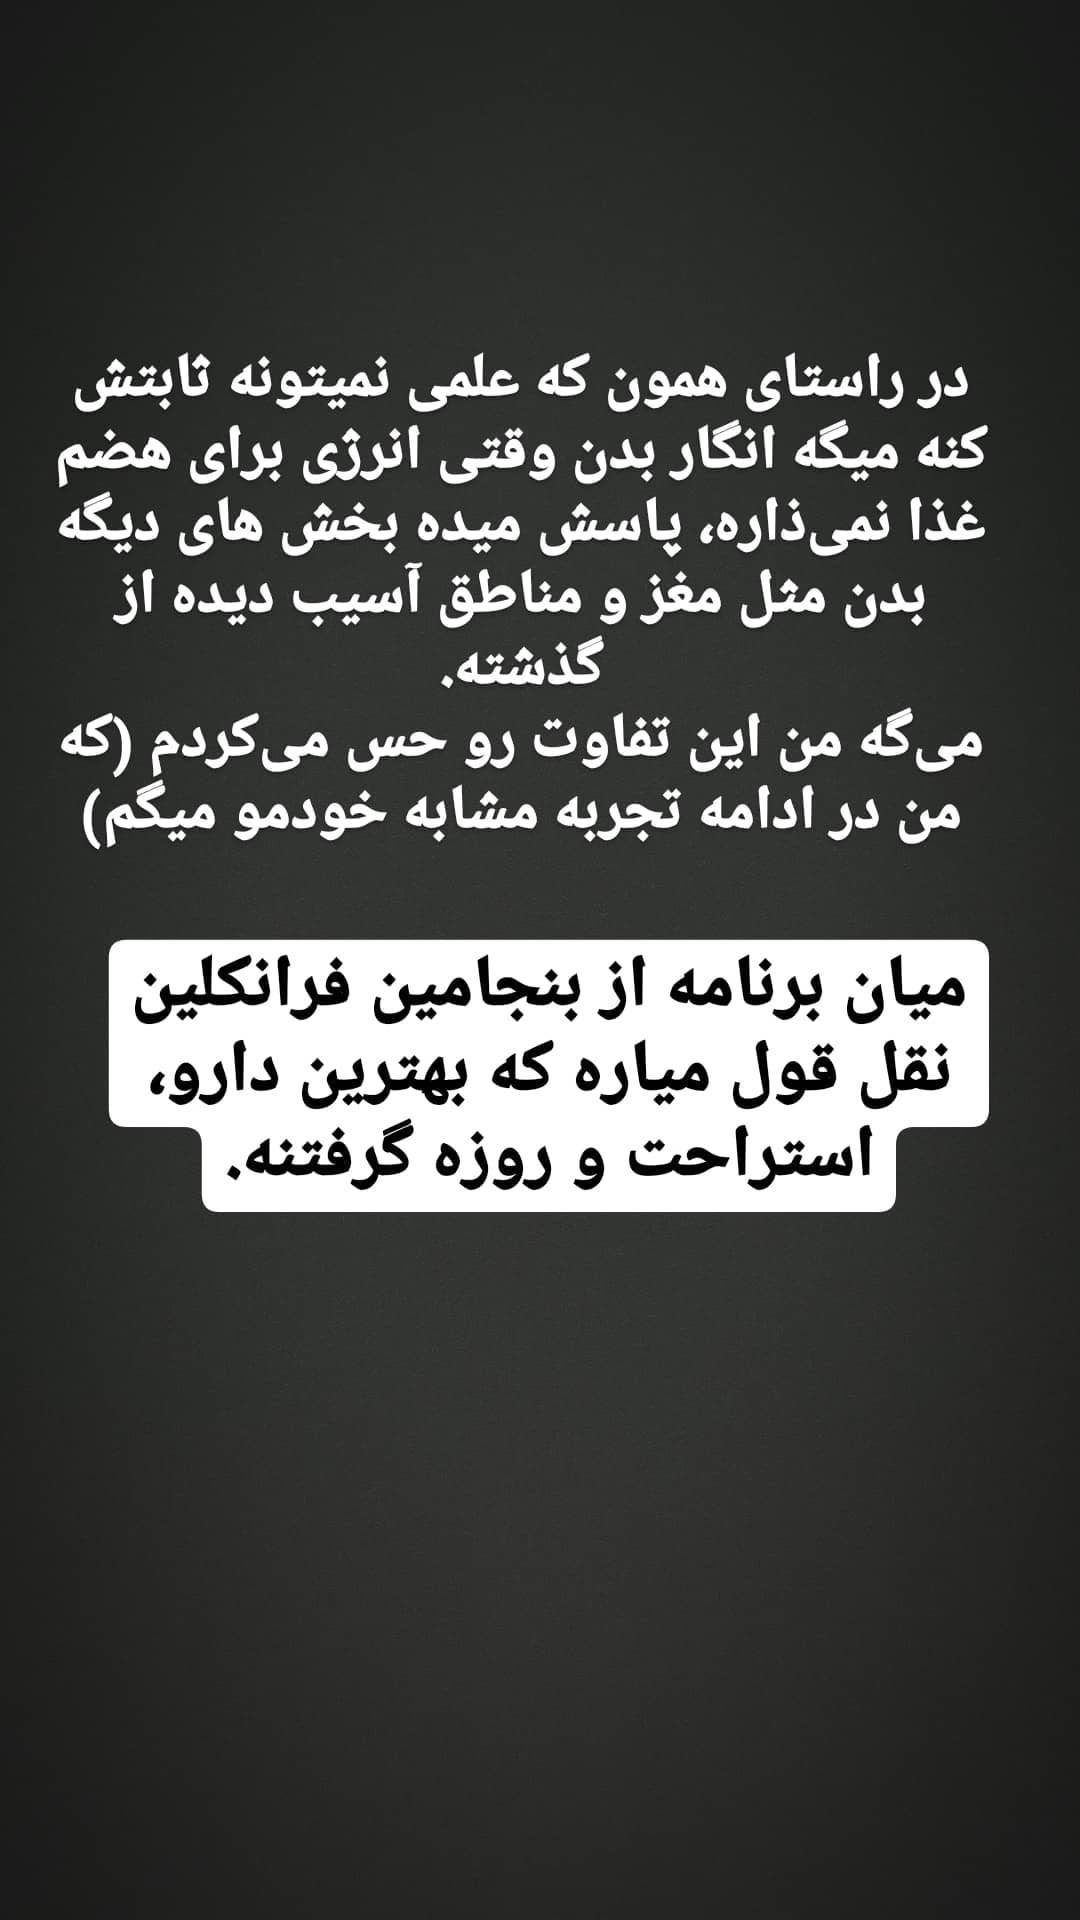 در راستای همون که علمی نمیتونه ثابتش
کنه میگه انگار بدن وقتی انرژی برای هضم
غذا نمی‌ذاره، پاسش میده بخش های دیگه
بدن مثل مغز و مناطق آسیب دیده از
گذشته.
می‌گه من این تفاوت رو حس می‌کردم (که
من در ادامه تجربه مشابه خودمو میگم)
میان برنامه از بنجامین فرانکلین
نقل قول میاره که بهترین دارو،
استراحت و روزه گرفتنه.